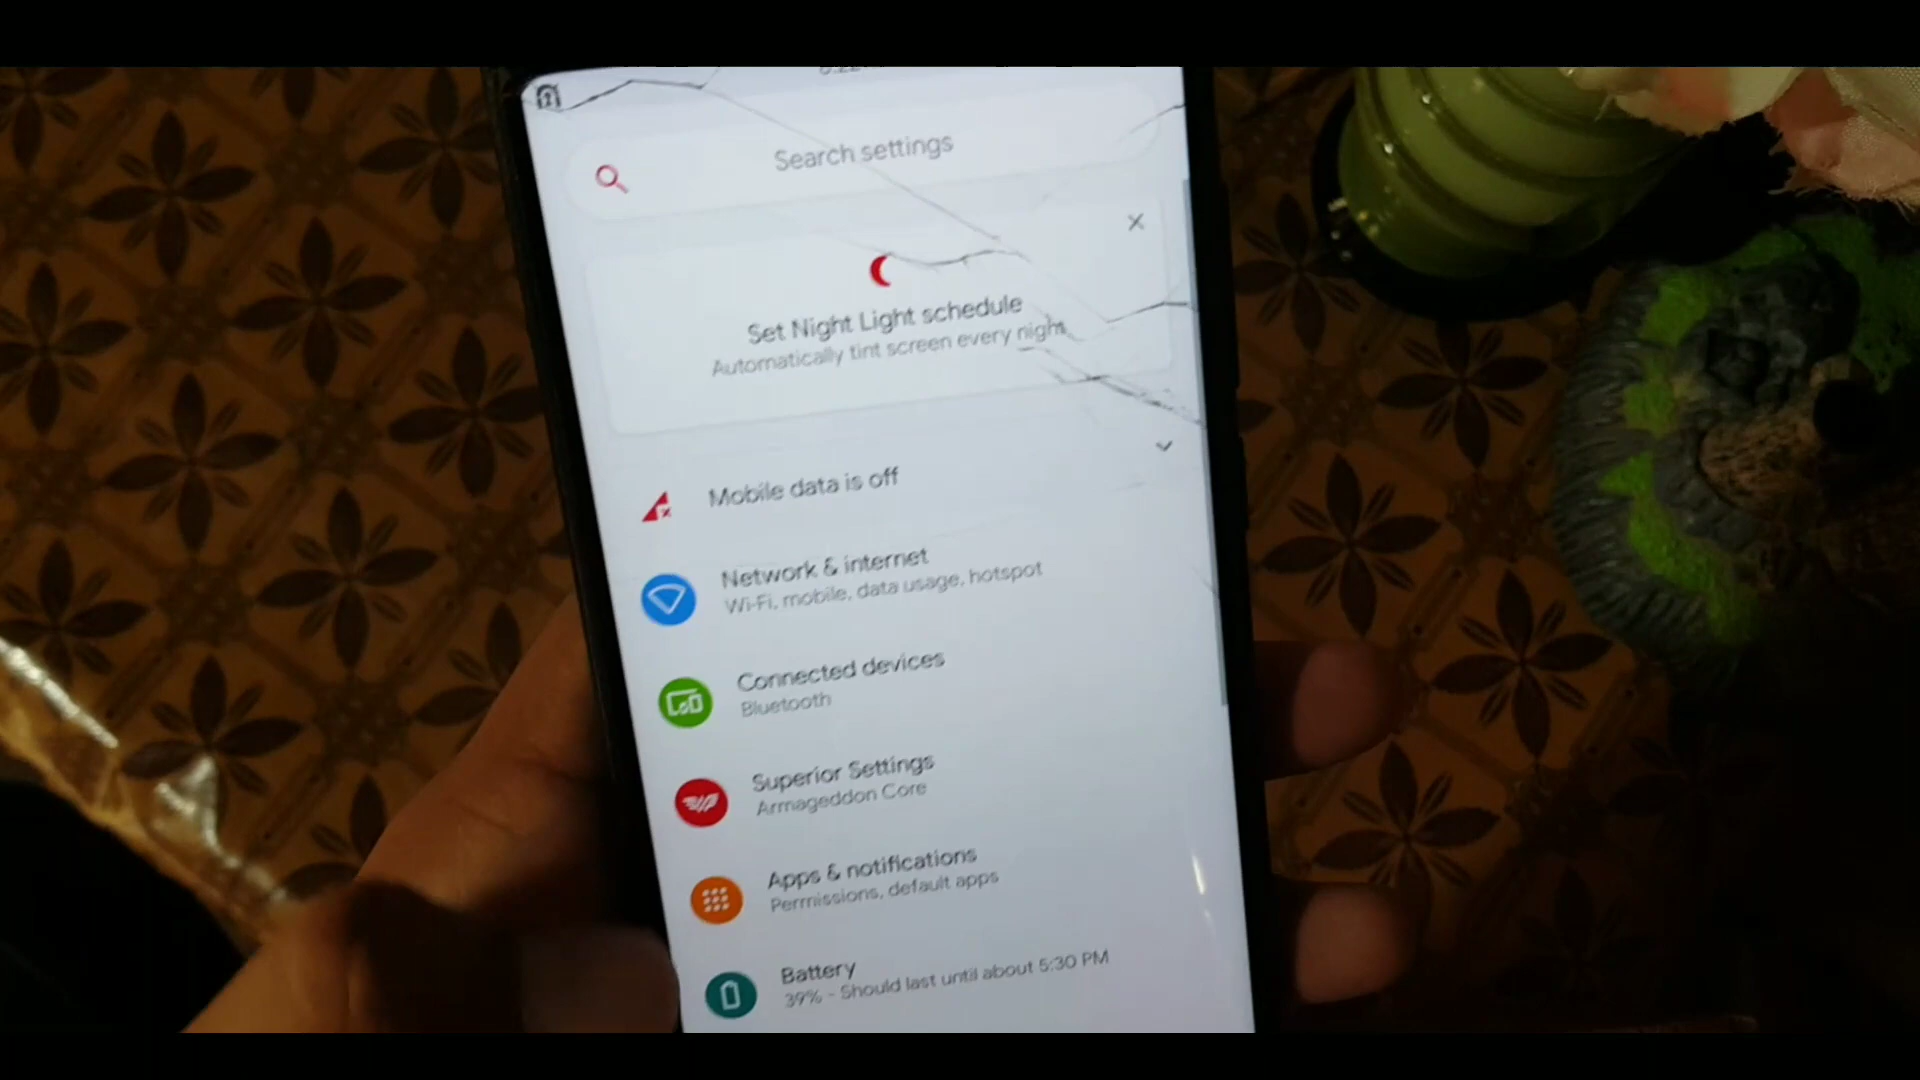 Search settings
Set Night Light schedule
Automatically tint screen every night
Mobile data is off
Network & internet
Wi-Fi, mobile, data usage, hotspot
Connected devices
Bluetooth
Superior Settings
Armageddon Core
Apps & notifications
Permissions, default apps
Battery
39% - Should last until about 5:30 PM